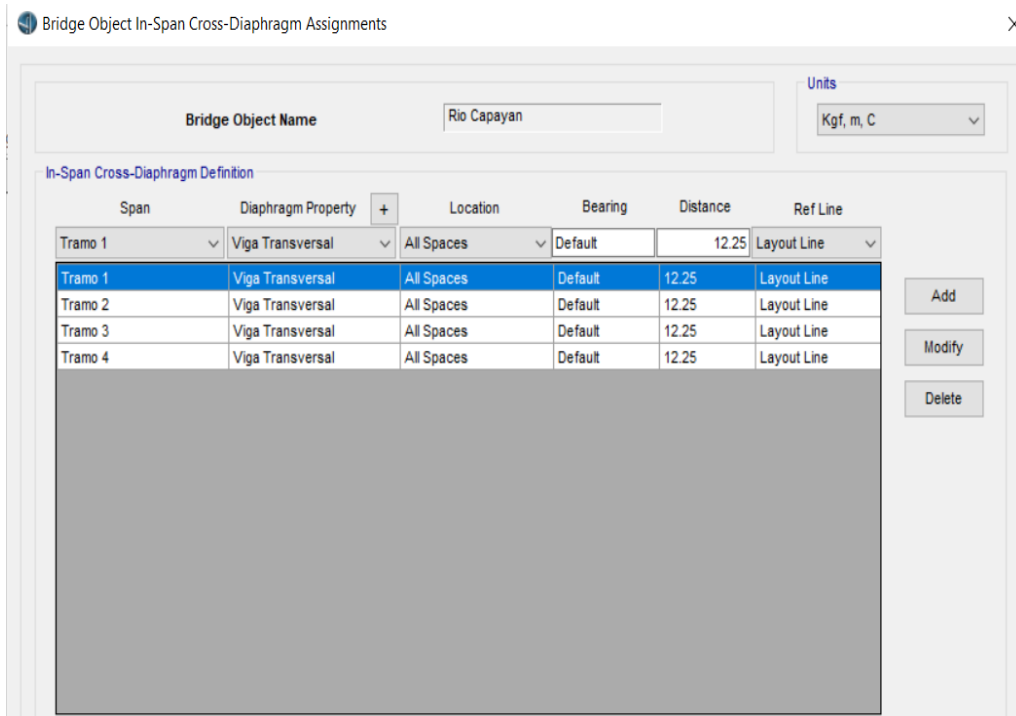 Bridge Object In-Span Cross-Diaphragm Assignments
Units
Bridge Object Name Rio Capayan Kgf, m, C
In-Span Cross-Diaphragm Definition
Span Diaphragm Property + Location Bearing Distance Ref Line
Tramo 1 Viga Transversal All Spaces Default 12.25 Layout Line
Tramo 1 Viga Transversal All Spaces Default 12.25 Layout Line
Tramo 2 Viga Transversal All Spaces Default 12.25 Layout Line
Tramo 3 Viga Transversal All Spaces Default 12.25 Layout Line
Tramo 4 Viga Transversal All Spaces Default 12.25 Layout Line
Add
Modify
Delete